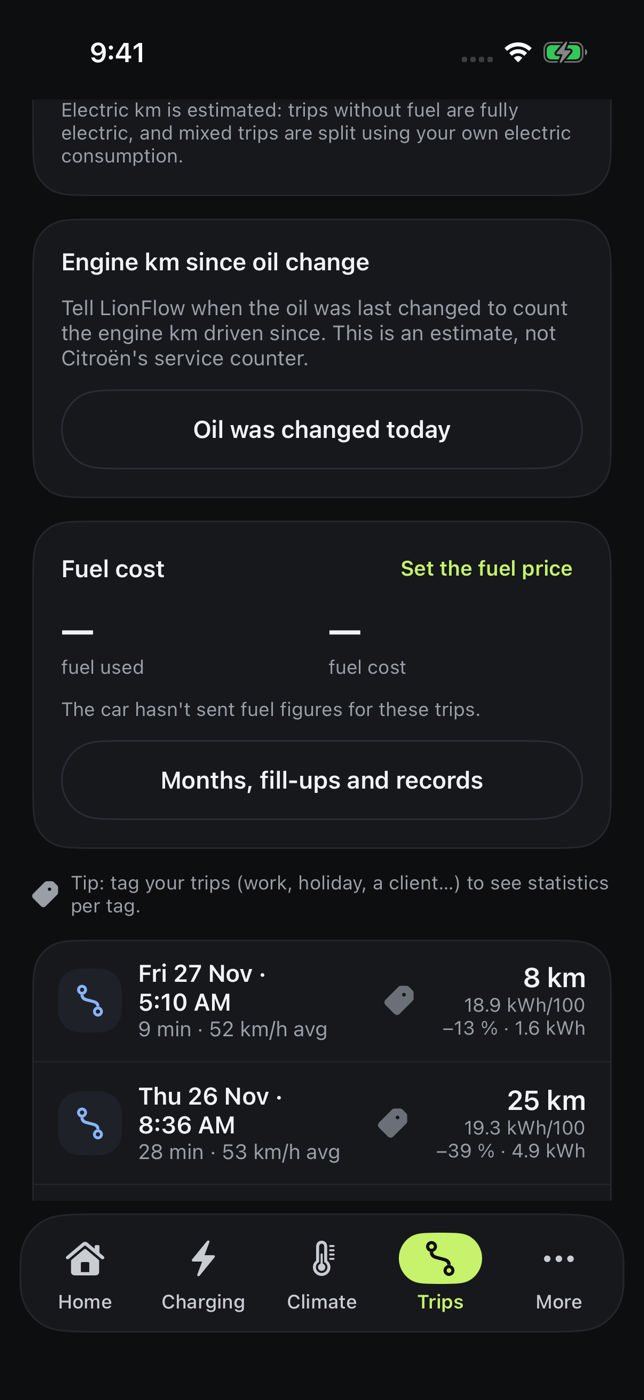 9:41
Electric km is estimated: trips without fuel are fully
electric, and mixed trips are split using your own electric
consumption.
Engine km since oil change
Tell LionFlow when the oil was last changed to count
the engine km driven since. This is an estimate, not
Citroën's service counter.
Oil was changed today
Fuel cost
Set the fuel price
—
—
fuel used
fuel cost
The car hasn't sent fuel figures for these trips.
Months, fill-ups and records
Tip: tag your trips (work, holiday, a client…) to see statistics
per tag.
Fri 27 Nov ·
5:10 AM
9 min · 52 km/h avg
8 km
18.9 kWh/100
−13 % · 1.6 kWh
Thu 26 Nov ·
8:36 AM
28 min · 53 km/h avg
25 km
19.3 kWh/100
−39 % · 4.9 kWh
Home
Charging
Climate
Trips
More